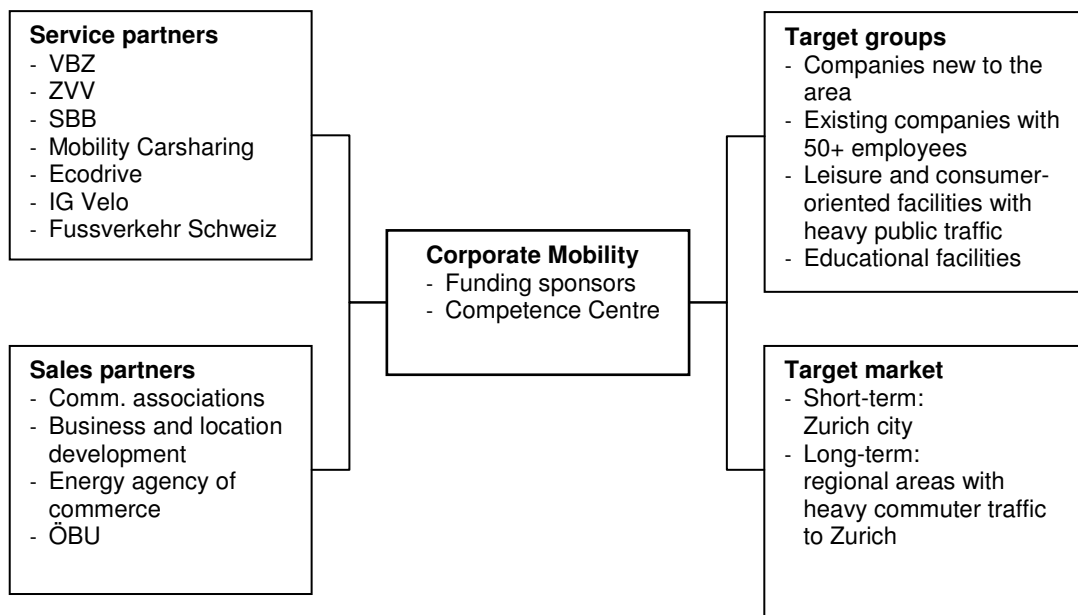 Service partners
- VBZ
- ZVV
- SBB
- Mobility Carsharing
- Ecodrive
- IG Velo
- Fussverkehr Schweiz
Sales partners
- Comm. associations
- Business and location
development
- Energy agency of
commerce
- ÖBU
Corporate Mobility
- Funding sponsors
- Competence Centre
Target groups
- Companies new to the
area
- Existing companies with
50+ employees
- Leisure and consumer-
oriented facilities with
heavy public traffic
- Educational facilities
Target market
- Short-term:
Zurich city
- Long-term:
regional areas with
heavy commuter traffic
to Zurich